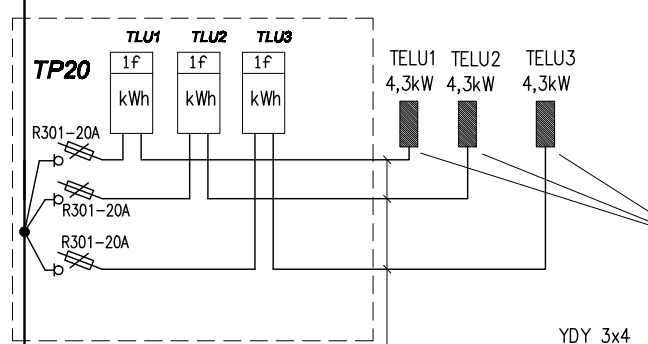 TLU1 TLU2 TLU3
1f 1f 1f
TP20
kWh kWh kWh
TELU1 TELU2 TELU3
4,3kW 4,3kW 4,3kW
R301-20A
R301-20A
R301-20A
YDY 3x4